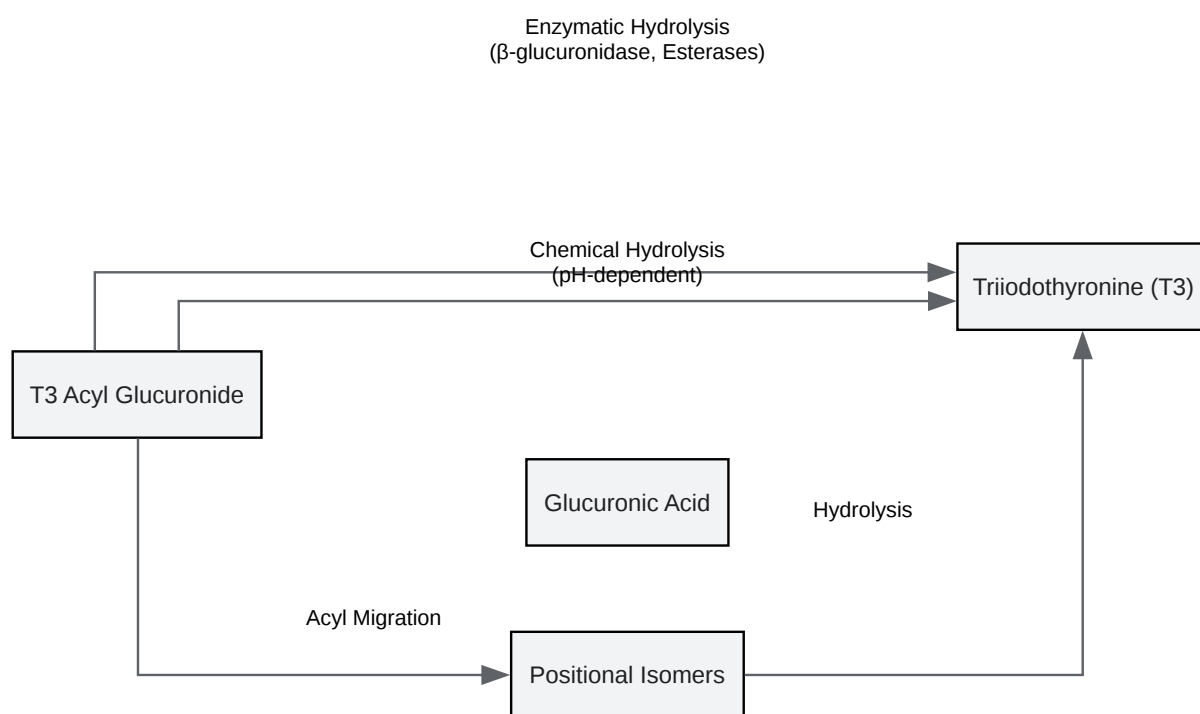 Enzymatic Hydrolysis
(β-glucuronidase, Esterases)
Chemical Hydrolysis
(pH-dependent)
Triiodothyronine (T3)
T3 Acyl Glucuronide
Glucuronic Acid
Hydrolysis
Acyl Migration
Positional Isomers